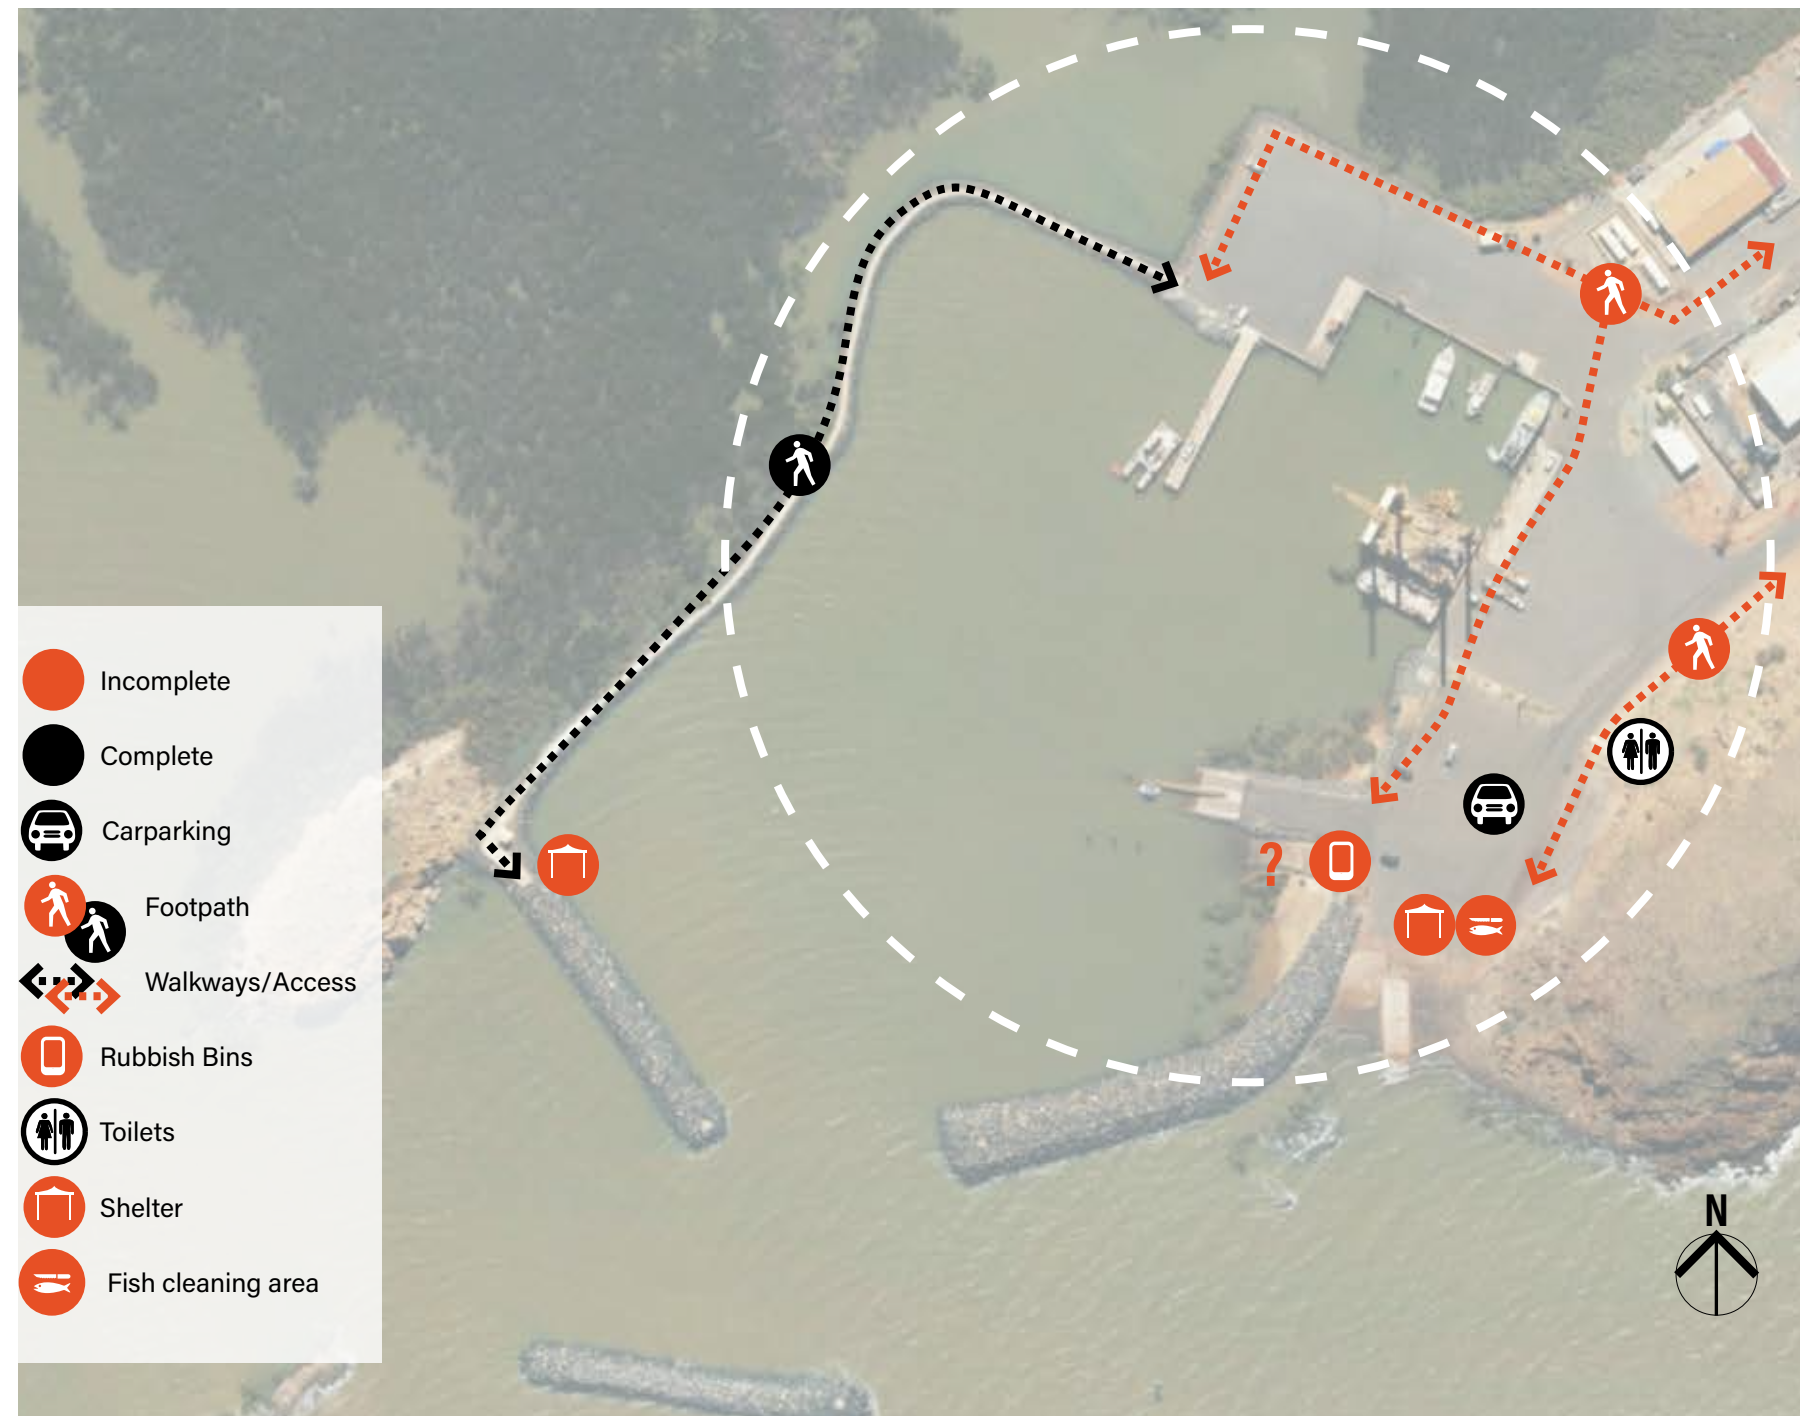 Incomplete
Complete
Carparking
Footpath
Walkways/Access
Rubbish Bins
Toilets
Shelter
Fish cleaning area
?
N